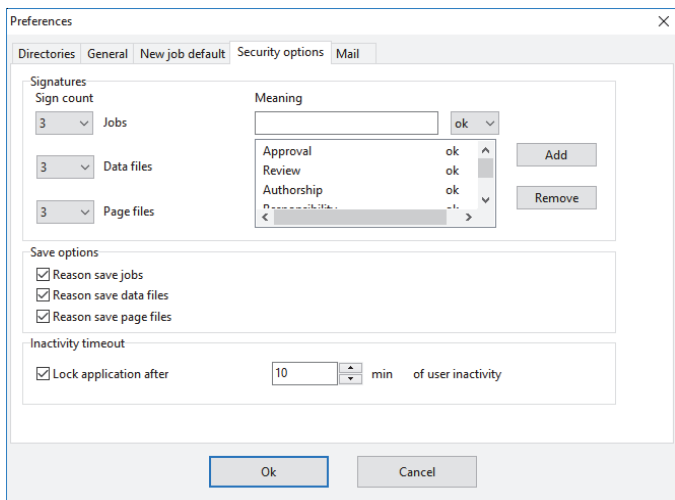 Preferences
Directories General New job default Security options Mail
Signatures
Sign count Meaning
3 Jobs ok
Approval ok
Add
3 Data files Review ok
Authorship ok
Remove
3 Page files Responsibility ok
Save options
Reason save jobs
Reason save data files
Reason save page files
Inactivity timeout
Lock application after 10 min of user inactivity
Ok Cancel